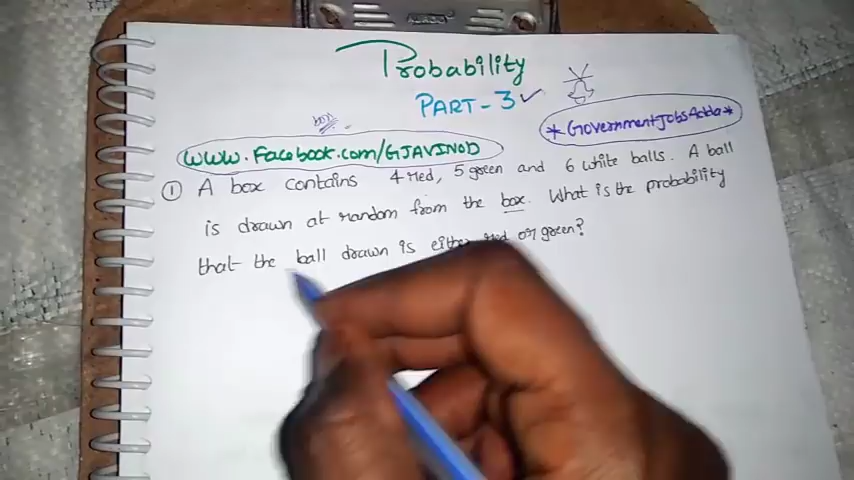 Probability
PART-3
*GovernmentJobsAdda*
www.Facebook.com/GJAVINOD
① A box contains 4 red, 5 green and 6 white balls. A ball
is drawn at random from the box. What is the probability
that the ball drawn is either red or green?